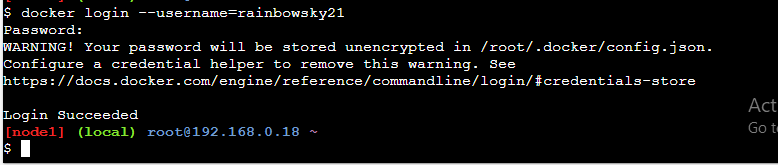 $ docker login --username=rainbowsky21
Password:
WARNING! Your password will be stored unencrypted in /root/.docker/config.json.
Configure a credential helper to remove this warning. See
https://docs.docker.com/engine/reference/commandline/login/#credentials-store
Login Succeeded
[node1] (local) root@192.168.0.18 ~
$
Act
Go to